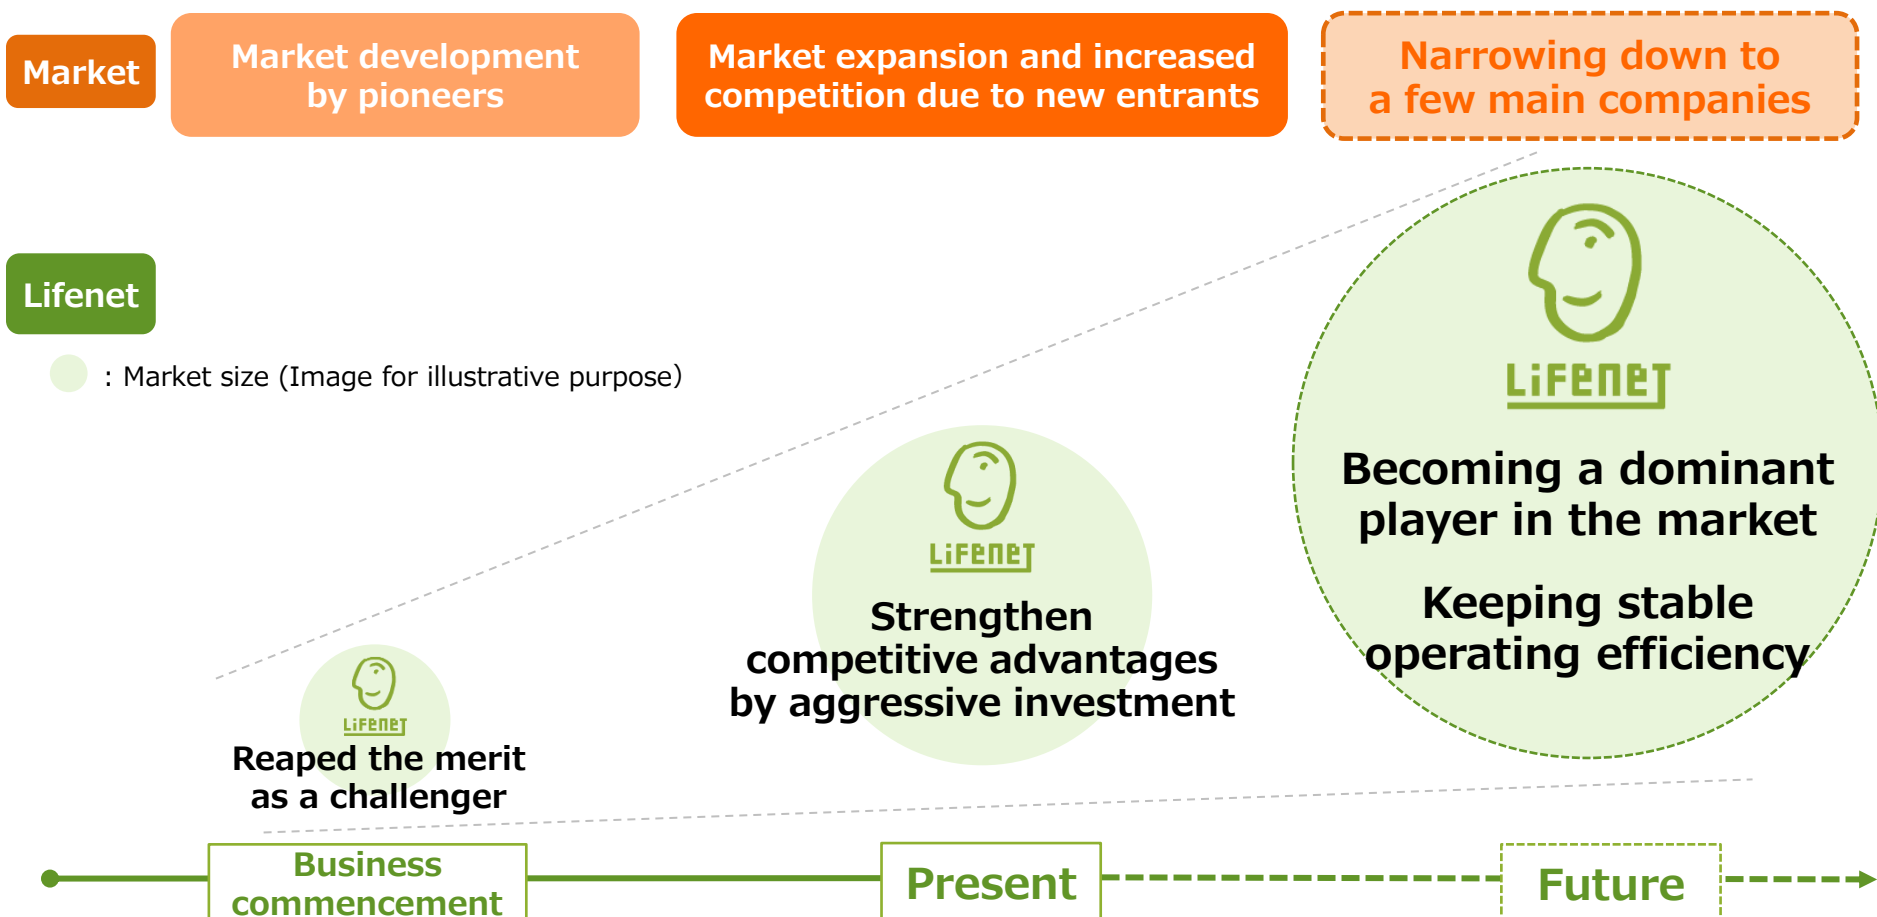 Market
Market development
by pioneers
Market expansion and increased
competition due to new entrants
Narrowing down to
a few main companies
Lifenet
: Market size (Image for illustrative purpose）
LiFENET
Reaped the merit
as a challenger
LiFENET
Strengthen
competitive advantages
by aggressive investment
LiFENET
Becoming a dominant
player in the market
Keeping stable
operating efficiency
Business
commencement
Present
Future